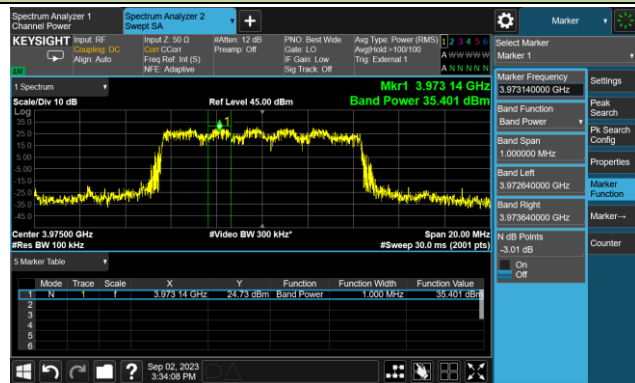 Spectrum Analyzer 1
Channel Power
Spectrum Analyzer 2
Swept SA
Marker
KEYSIGHT
Input: RF
Coupling: DC
Align: Auto
Input Z: 50 Ω
Corr CCorr
Freq Ref: Int (S)
NFE: Adaptive
#Atten: 12 dB
Preamp: Off
PNO: Best Wide
Gate: LO
IF Gain: Low
Sig Track: Off
Avg Type: Power (RMS)
Avg|Hold:>100/100
Trig: External 1
1 2 3 4 5 6
A W W W W W
A N N N N N
LXI
Select Marker
Marker 1
1 Spectrum
Scale/Div 10 dB
Log
Ref Level 45.00 dBm
Mkr1 3.973 14 GHz
Band Power 35.401 dBm
35.0
25.0
15.0
5.00
-5.00
-15.0
-25.0
-35.0
-45.0
1
Center 3.97500 GHz
#Res BW 100 kHz
#Video BW 300 kHz*
Span 20.00 MHz
#Sweep 30.0 ms (2001 pts)
Marker Frequency
3.973140000 GHz
Band Function
Band Power
Band Span
1.000000 MHz
Band Left
3.972640000 GHz
Band Right
3.973640000 GHz
N dB Points
-3.01 dB
On
Off
Settings
Peak Search
Pk Search Config
Properties
Marker Function
Marker→
Counter
5 Marker Table
Mode Trace Scale X Y Function Function Width Function Value
1 N 1 f 3.973 14 GHz 24.73 dBm Band Power 1.000 MHz 35.401 dBm
2
3
4
5
6
?
Sep 02, 2023
3:34:08 PM